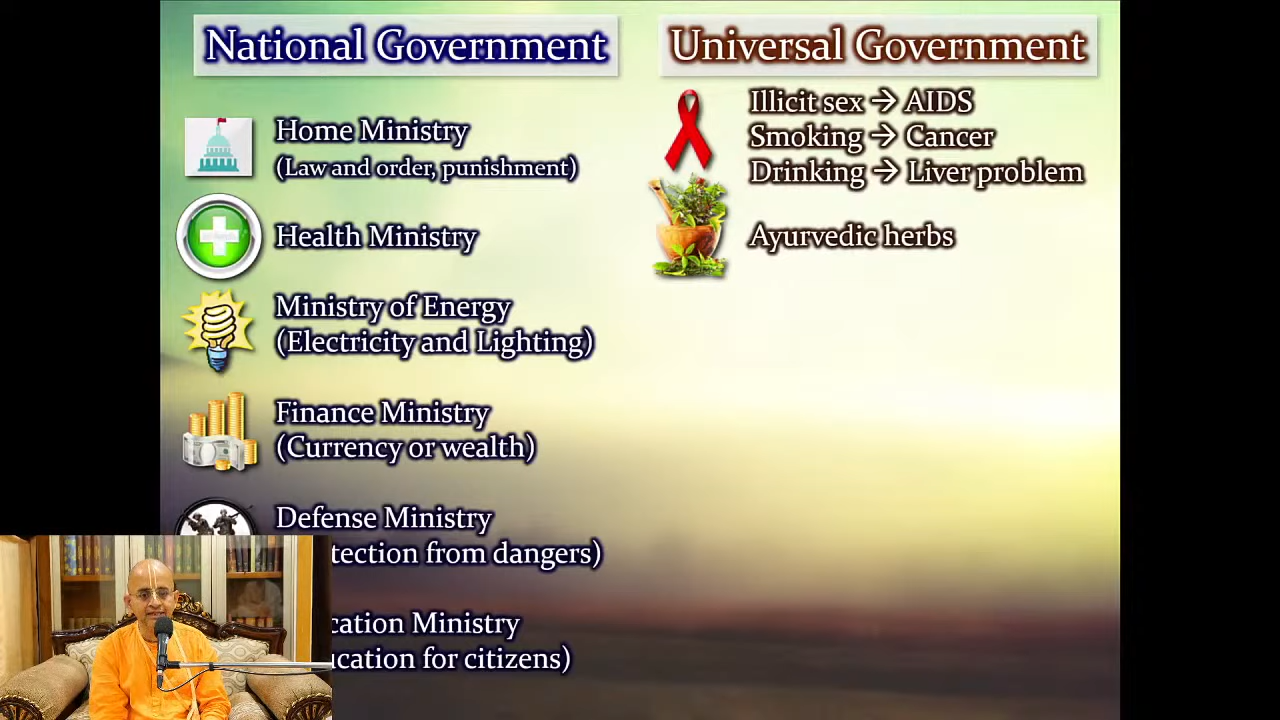 National Government
Home Ministry
(Law and order, punishment)
Health Ministry
Ministry of Energy
(Electricity and Lighting)
Finance Ministry
(Currency or wealth)
Defense Ministry
tection from dangers)
cation Ministry
ucation for citizens)
Universal Government
Illicit sex → AIDS
Smoking → Cancer
Drinking → Liver problem
Ayurvedic herbs